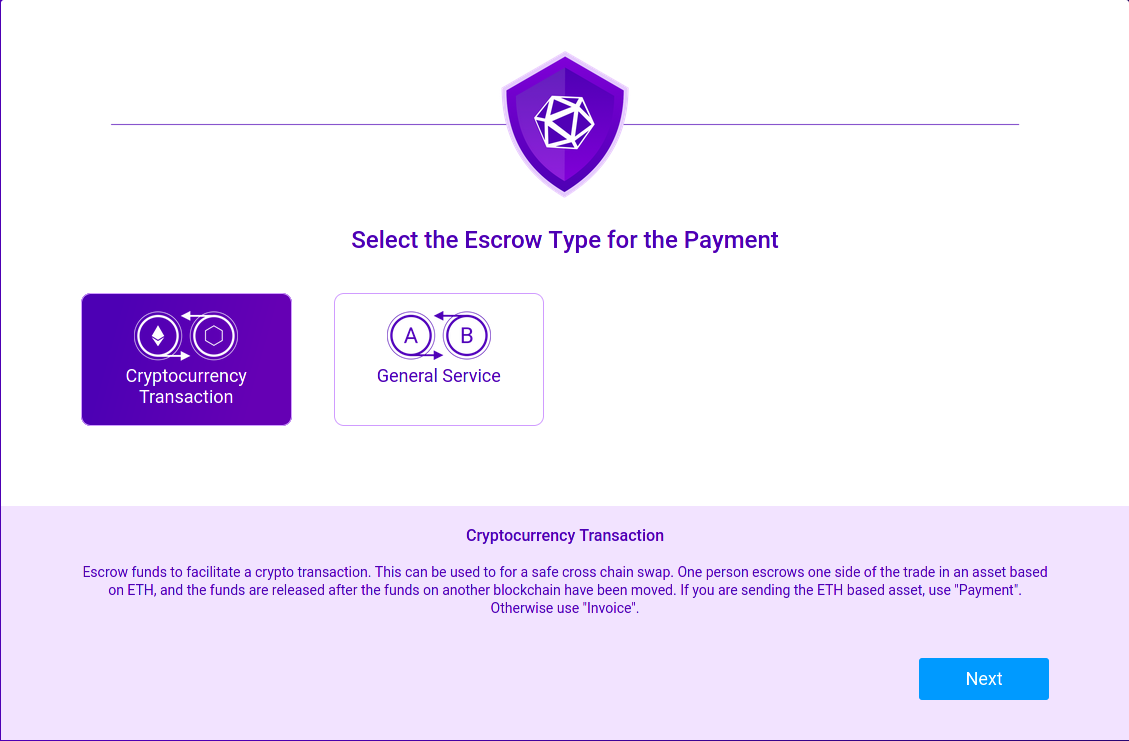 Select the Escrow Type for the Payment
Cryptocurrency
Transaction
A
B
General Service
Cryptocurrency Transaction
Escrow funds to facilitate a crypto transaction. This can be used to for a safe cross chain swap. One person escrows one side of the trade in an asset based
on ETH, and the funds are released after the funds on another blockchain have been moved. If you are sending the ETH based asset, use "Payment".
Otherwise use "Invoice".
Next